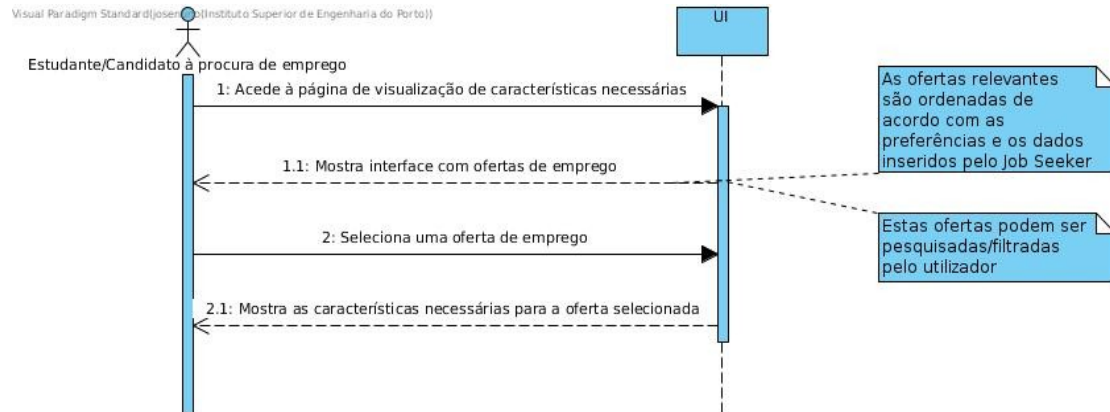 Visual Paradigm Standard(Instituto Superior de Engenharia do Porto))
UI
Estudante/Candidato à procura de emprego
1: Acede à página de visualização de características necessárias
As ofertas relevantes
são ordenadas de
acordo com as
preferências e os dados
inseridos pelo Job Seeker
1.1: Mostra interface com ofertas de emprego
2: Seleciona uma oferta de emprego
Estas ofertas podem ser
pesquisadas/filtradas
pelo utilizador
2.1: Mostra as características necessárias para a oferta selecionada